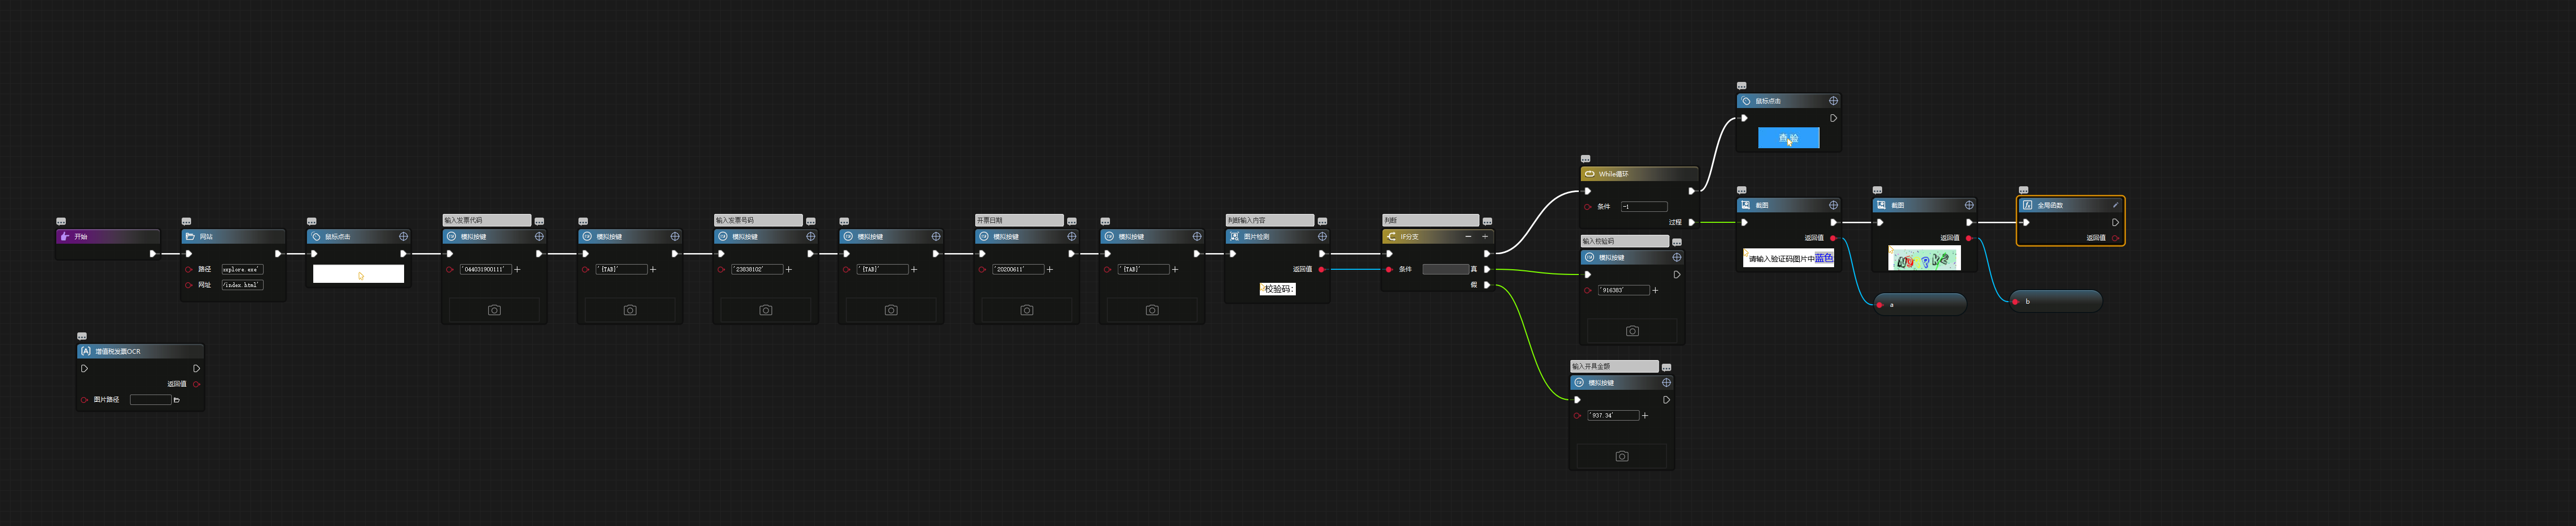 开始
网站
路径 xplore.exe'
网址 /index.html'
鼠标点击
输入发票代码
模拟按键
'044031900111' +
模拟按键
'[TAB]' +
输入发票号码
模拟按键
'23838102' +
模拟按键
'[TAB]' +
开票日期
模拟按键
'20200611' +
模拟按键
'[TAB]' +
判断输入内容
图片检测
返回值
校验码:
判断
IF分支 - +
条件 真
假
While循环
条件 -1
过程
鼠标点击
查验
输入校验码
模拟按键
'916383' +
输入开具金额
模拟按键
'937.34' +
截图
返回值
请输入验证码图片中蓝色
a
截图
返回值
b
全局函数
返回值
[A] 增值税发票OCR
返回值
图片路径